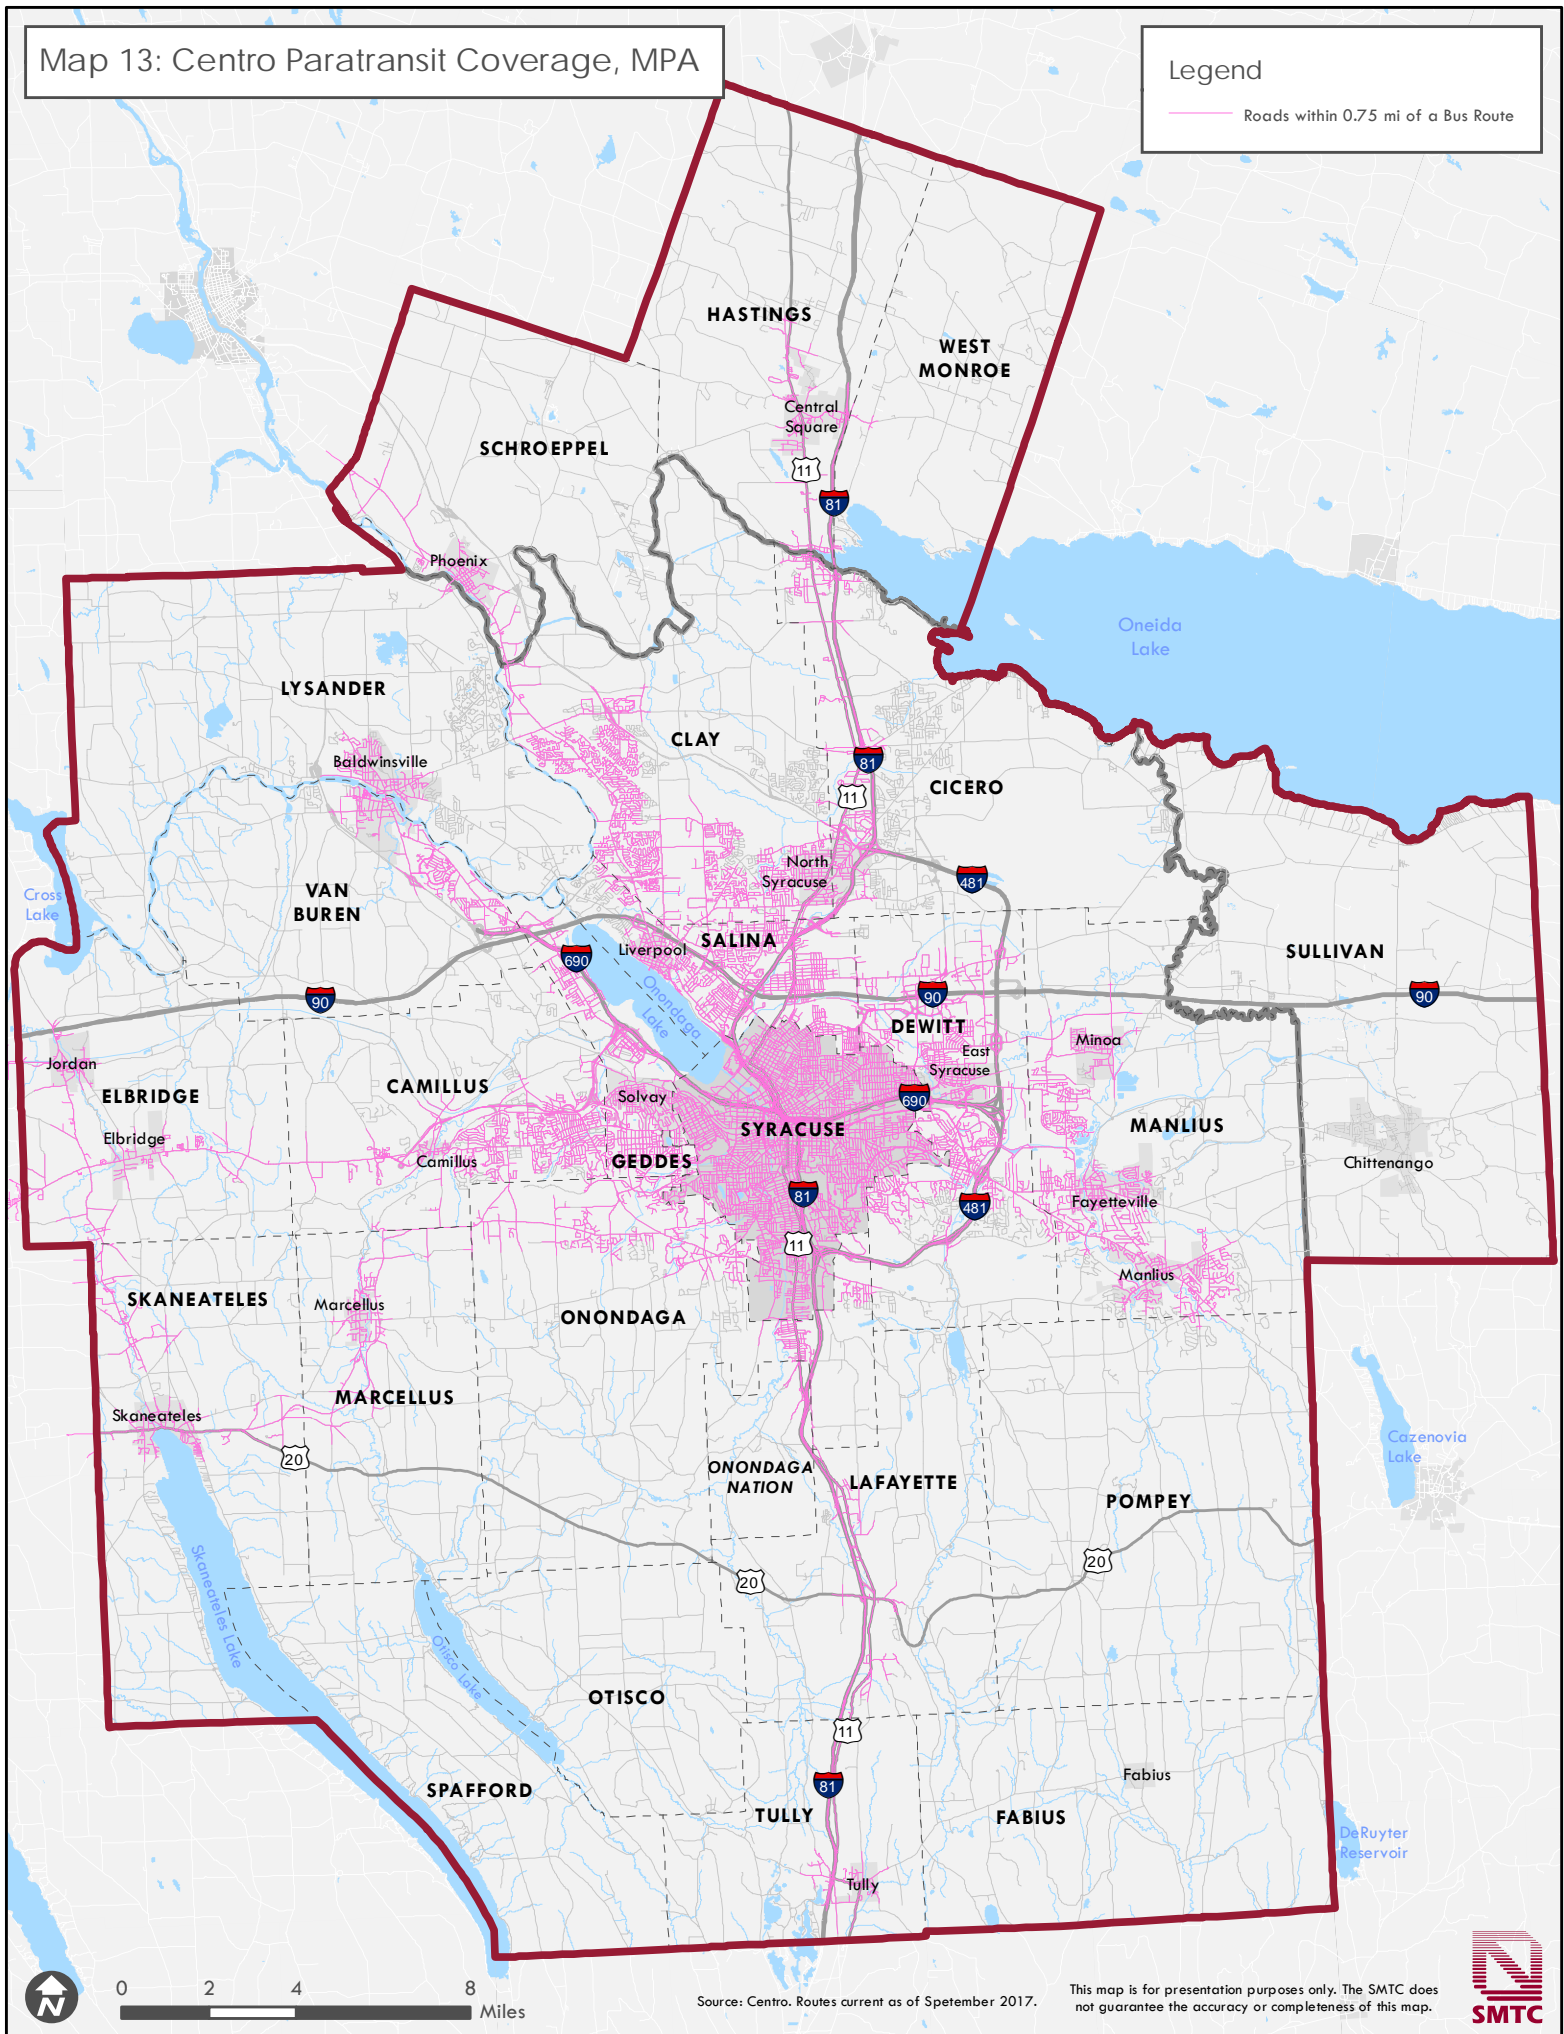 Map 13: Centro Paratransit Coverage, MPA
Legend
Roads within 0.75 mi of a Bus Route
HASTINGS
WEST
MONROE
Central
Square
SCHROEPPEL
11
81
Phoenix
Oneida
Lake
LYSANDER
CLAY
Baldwinsville
81
11
CICERO
North
Syracuse
481
VAN
BUREN
Cross
Lake
SALINA
Liverpool
690
SULLIVAN
90
90
90
Onondaga
Lake
DEWITT
Minoa
East
Syracuse
Jordan
CAMILLUS
ELBRIDGE
Solvay
690
SYRACUSE
MANLIUS
Elbridge
Camillus
GEDDES
Chittenango
81
481
Fayetteville
11
Manlius
SKANEATELES
Marcellus
ONONDAGA
MARCELLUS
Skaneateles
20
Cazenovia
Lake
ONONDAGA
NATION
LAFAYETTE
POMPEY
20
20
Skaneateles Lake
Otisco Lake
OTISCO
11
81
Fabius
SPAFFORD
TULLY
FABIUS
DeRuyter
Reservoir
Tully
N
0 2 4 8
Miles
Source: Centro. Routes current as of Spetember 2017.
This map is for presentation purposes only. The SMTC does
not guarantee the accuracy or completeness of this map.
SMTC